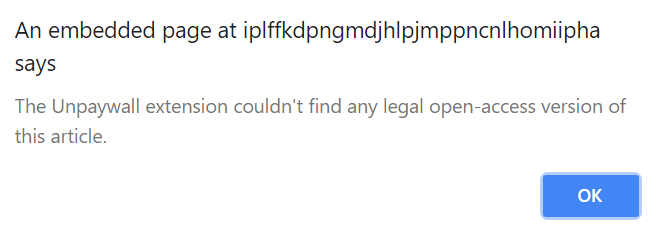 An embedded page at iplffkdpngmdjhlpjmppncnlhomiipha
says
The Unpaywall extension couldn't find any legal open-access version of
this article.
OK